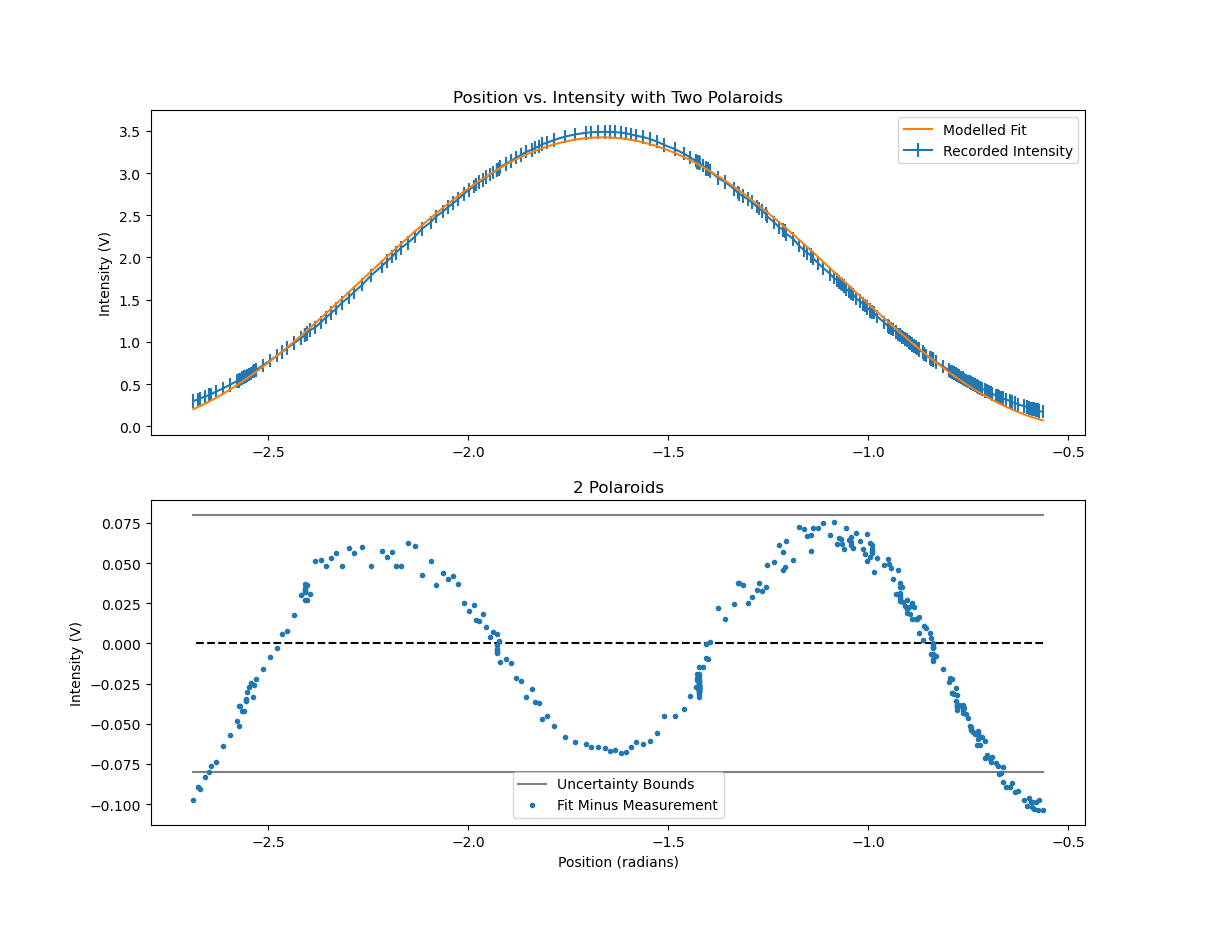 Position vs. Intensity with Two Polaroids
Intensity (V)
3.5
3.0
2.5
2.0
1.5
1.0
0.5
0.0
Modelled Fit
Recorded Intensity
−2.5 −2.0 −1.5 −1.0 −0.5
2 Polaroids
Intensity (V)
0.075
0.050
0.025
0.000
−0.025
−0.050
−0.075
−0.100
Uncertainty Bounds
Fit Minus Measurement
−2.5 −2.0 −1.5 −1.0 −0.5
Position (radians)